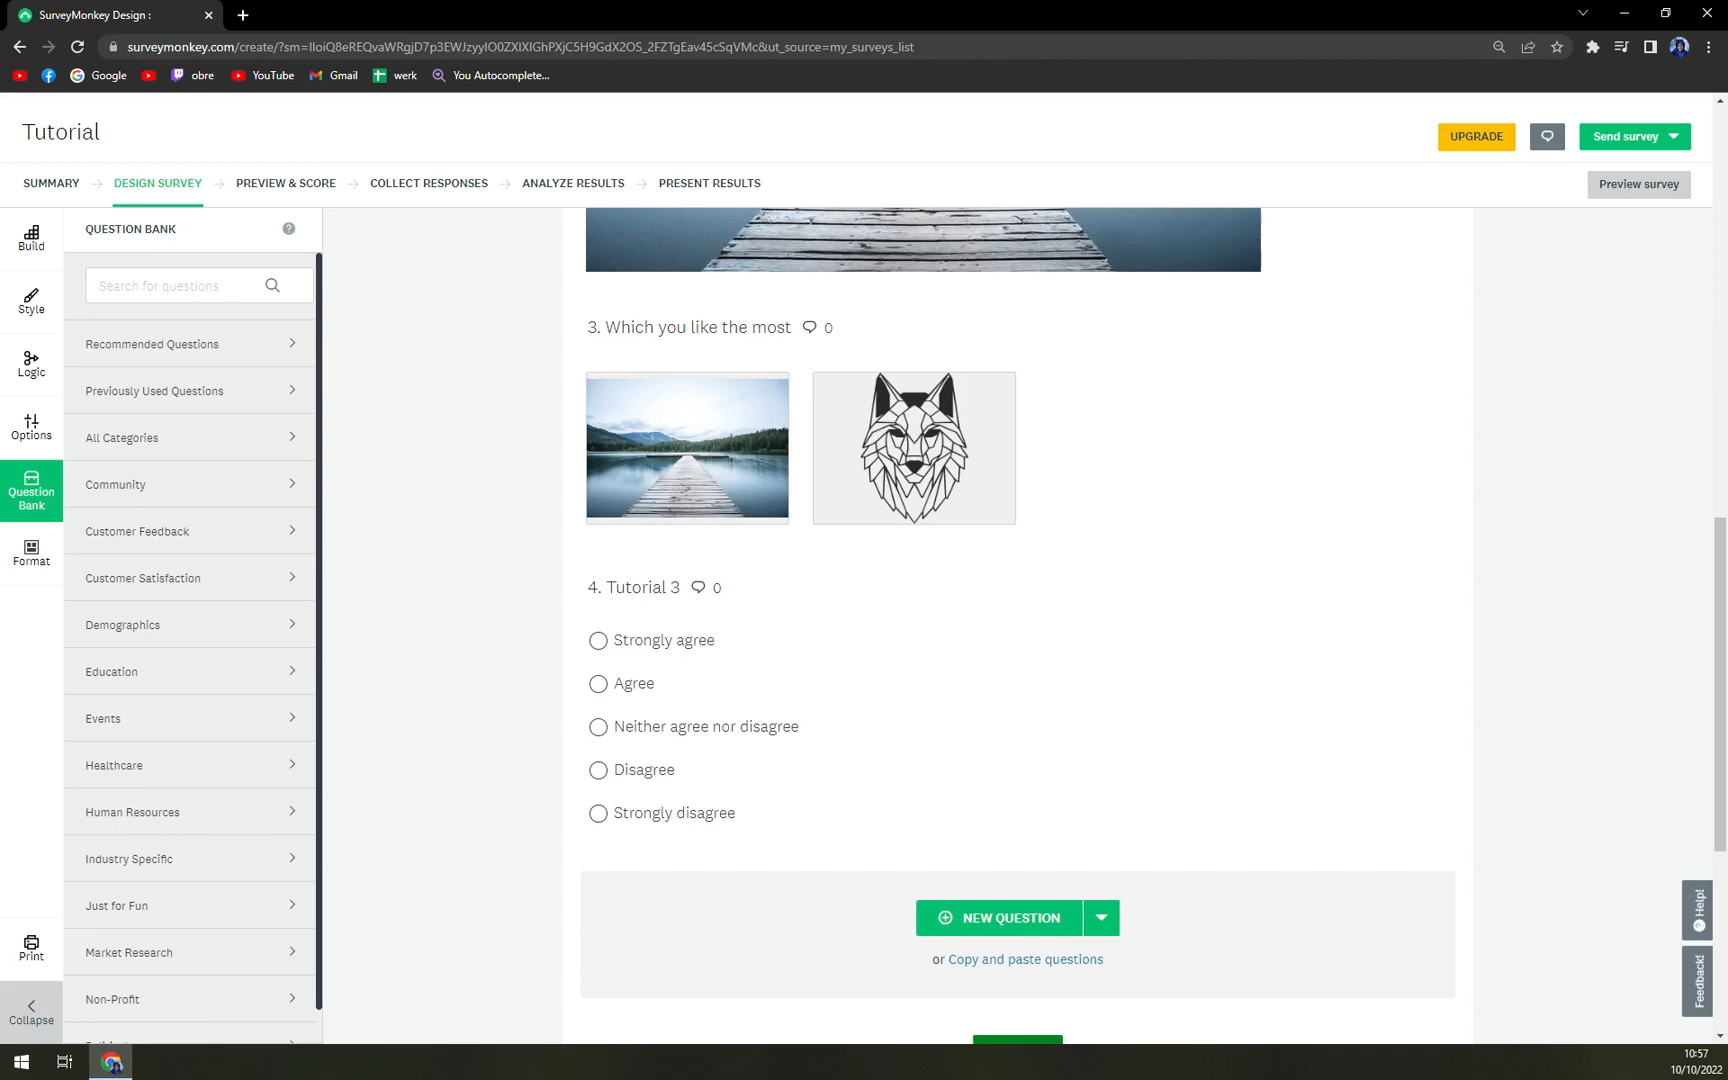 SurveyMonkey Design :
surveymonkey.com/create/?sm=IIoiQ8eREQvaWRgjD7p3EWJzyyIO0ZXIXIGhPXjC5H9GdX2OS_2FZTgEav45cSqVMc&ut_source=my_surveys_list
Google
obre
YouTube
Gmail
werk
You Autocomplete...
Tutorial
UPGRADE
Send survey
SUMMARY
DESIGN SURVEY
PREVIEW & SCORE
COLLECT RESPONSES
ANALYZE RESULTS
PRESENT RESULTS
Preview survey
Build
Style
Logic
Options
Question
Bank
Format
Print
Collapse
QUESTION BANK
Search for questions
Recommended Questions
Previously Used Questions
All Categories
Community
Customer Feedback
Customer Satisfaction
Demographics
Education
Events
Healthcare
Human Resources
Industry Specific
Just for Fun
Market Research
Non-Profit
3. Which you like the most 0
4. Tutorial 3 0
Strongly agree
Agree
Neither agree nor disagree
Disagree
Strongly disagree
NEW QUESTION
or Copy and paste questions
Help!
Feedback!
10:57
10/10/2022